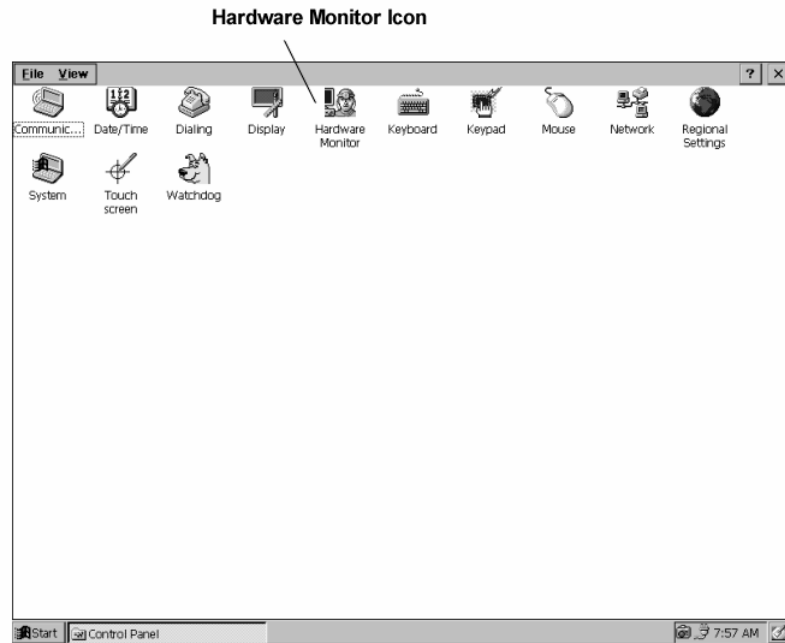 Hardware Monitor Icon
File View ? ×
Communic... Date/Time Dialing Display Hardware Monitor Keyboard Keypad Mouse Network Regional Settings
System Touch screen Watchdog
Start Control Panel 7:57 AM